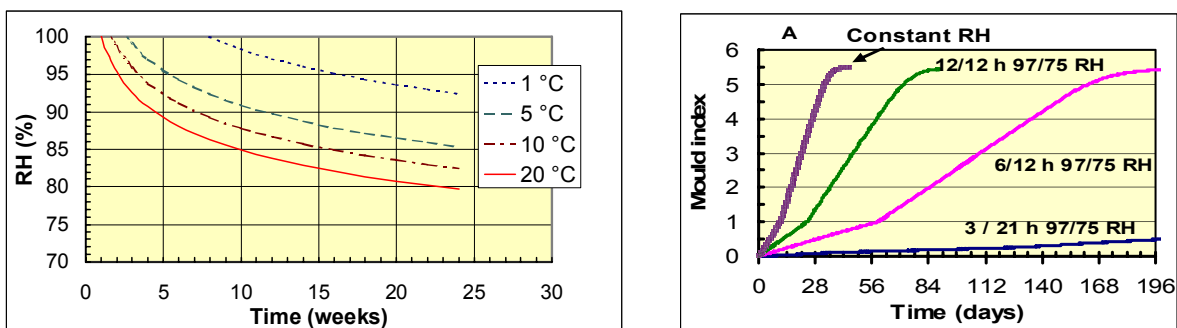 100
95
90
85
80
75
70
RH (%)
0 5 10 15 20 25 30
Time (weeks)
1 °C
5 °C
10 °C
20 °C
A
Constant RH
12/12 h 97/75 RH
6/12 h 97/75 RH
3 / 21 h 97/75 RH
6
5
4
3
2
1
0
Mould index
0 28 56 84 112 140 168 196
Time (days)